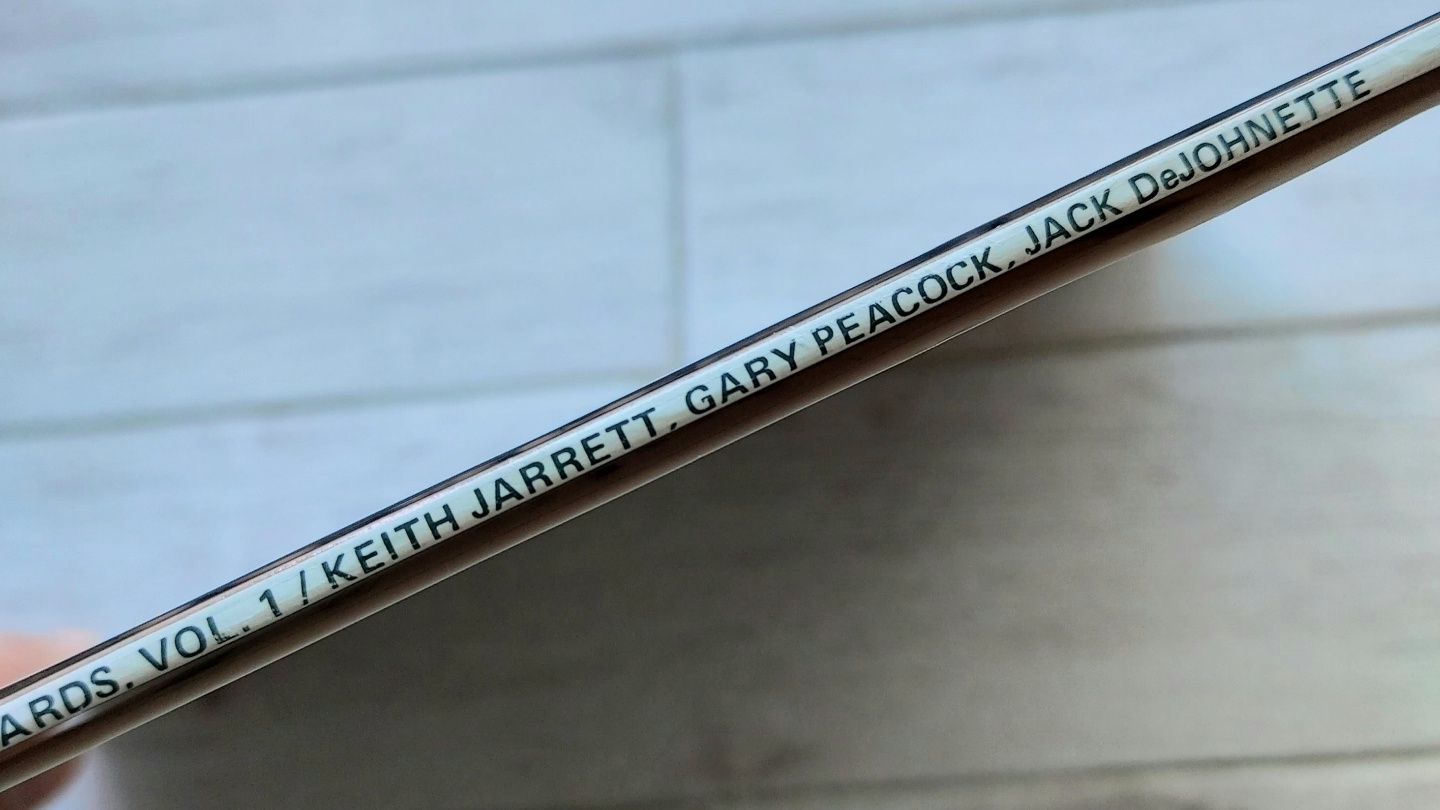 ARDS, VOL. 1 / KEITH JARRETT, GARY PEACOCK, JACK DeJOHNETTE